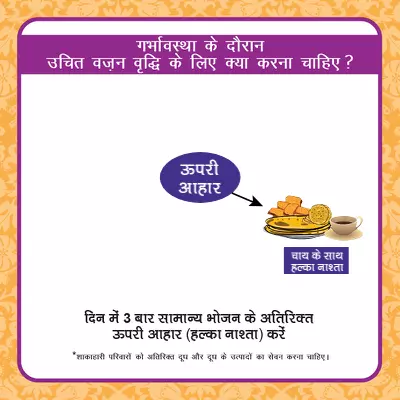 गर्भावस्था के दौरान
उचित वज़न वृद्धि के लिए क्या करना चाहिए?
ऊपरी
आहार
चाय के साथ
हल्का नाश्ता
दिन में 3 बार सामान्य भोजन के अतिरिक्त
ऊपरी आहार (हल्का नाश्ता) करें
*शाकाहारी परिवारों को अतिरिक्त दूध और दूध के उत्पादों का सेवन करना चाहिए।